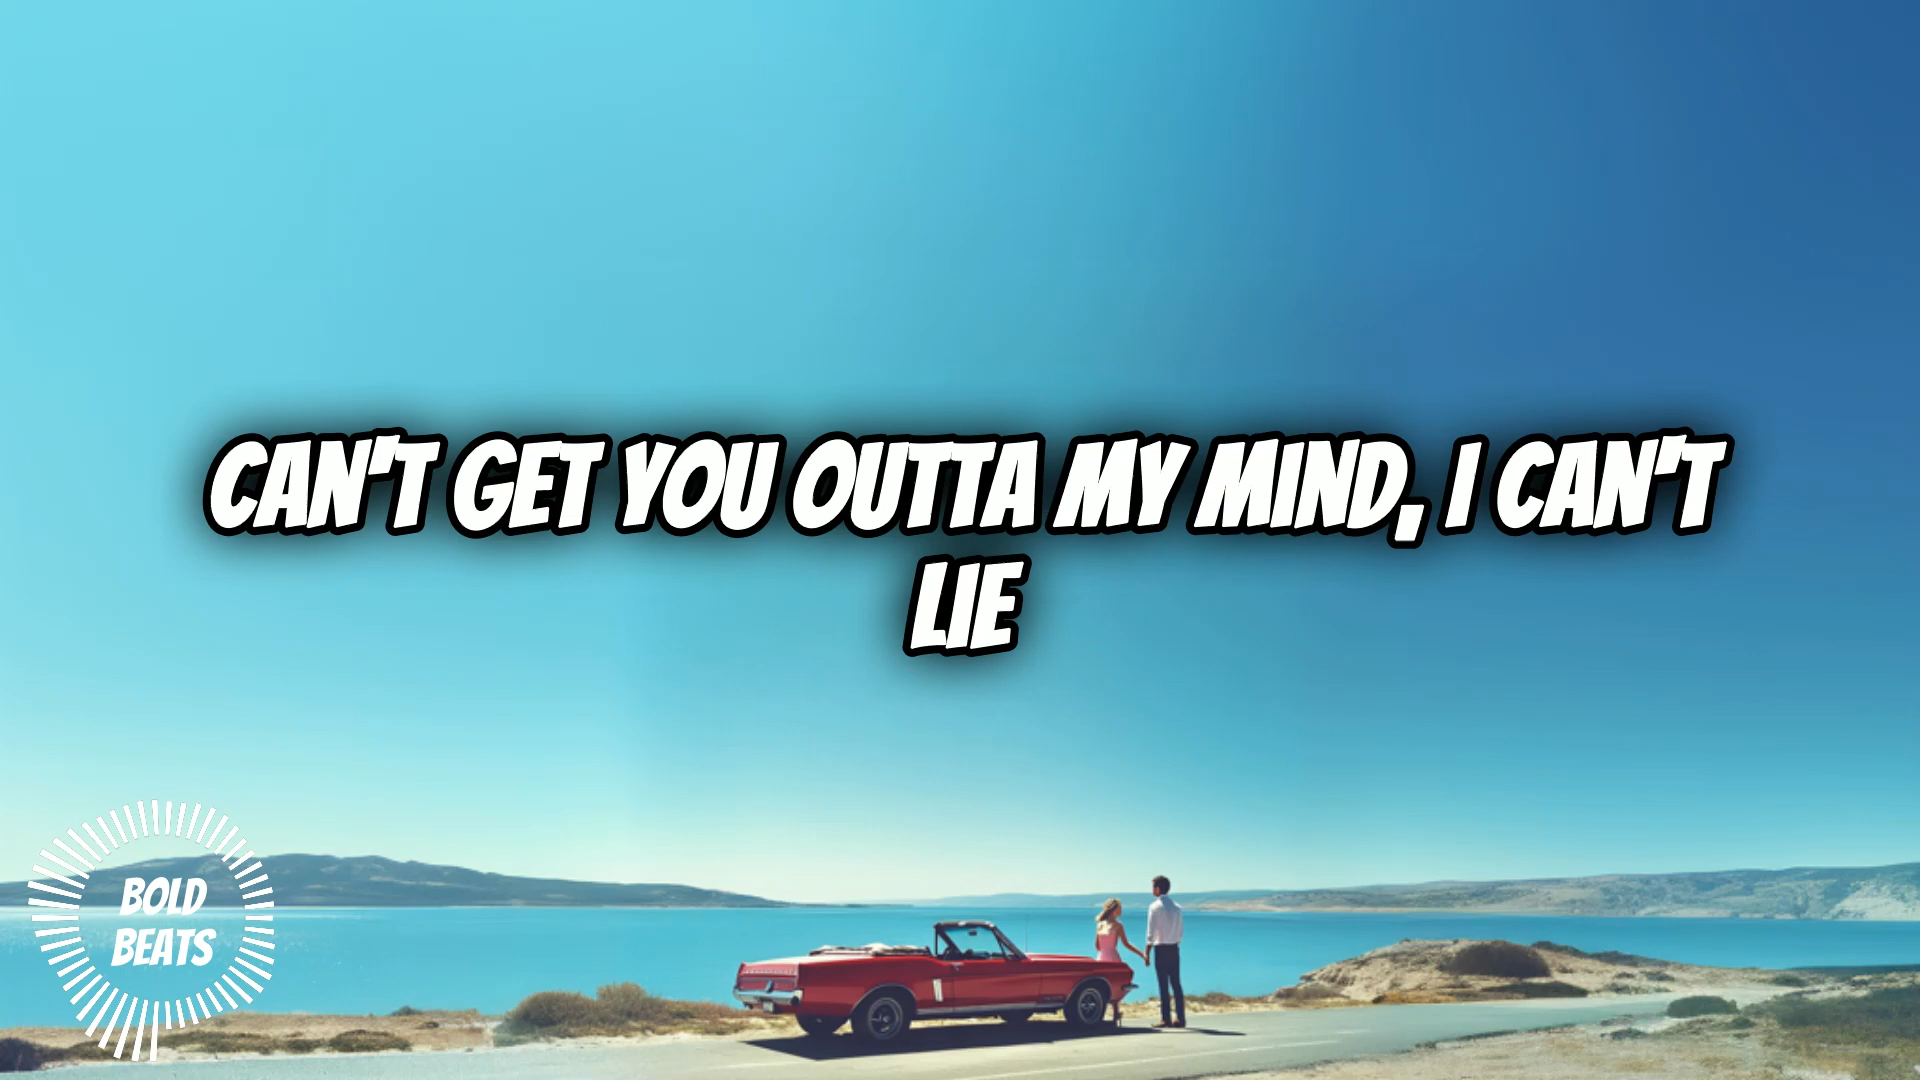 CAN'T GET YOU OUTTA MY MIND, I CAN'T
LIE
BOLD
BEATS